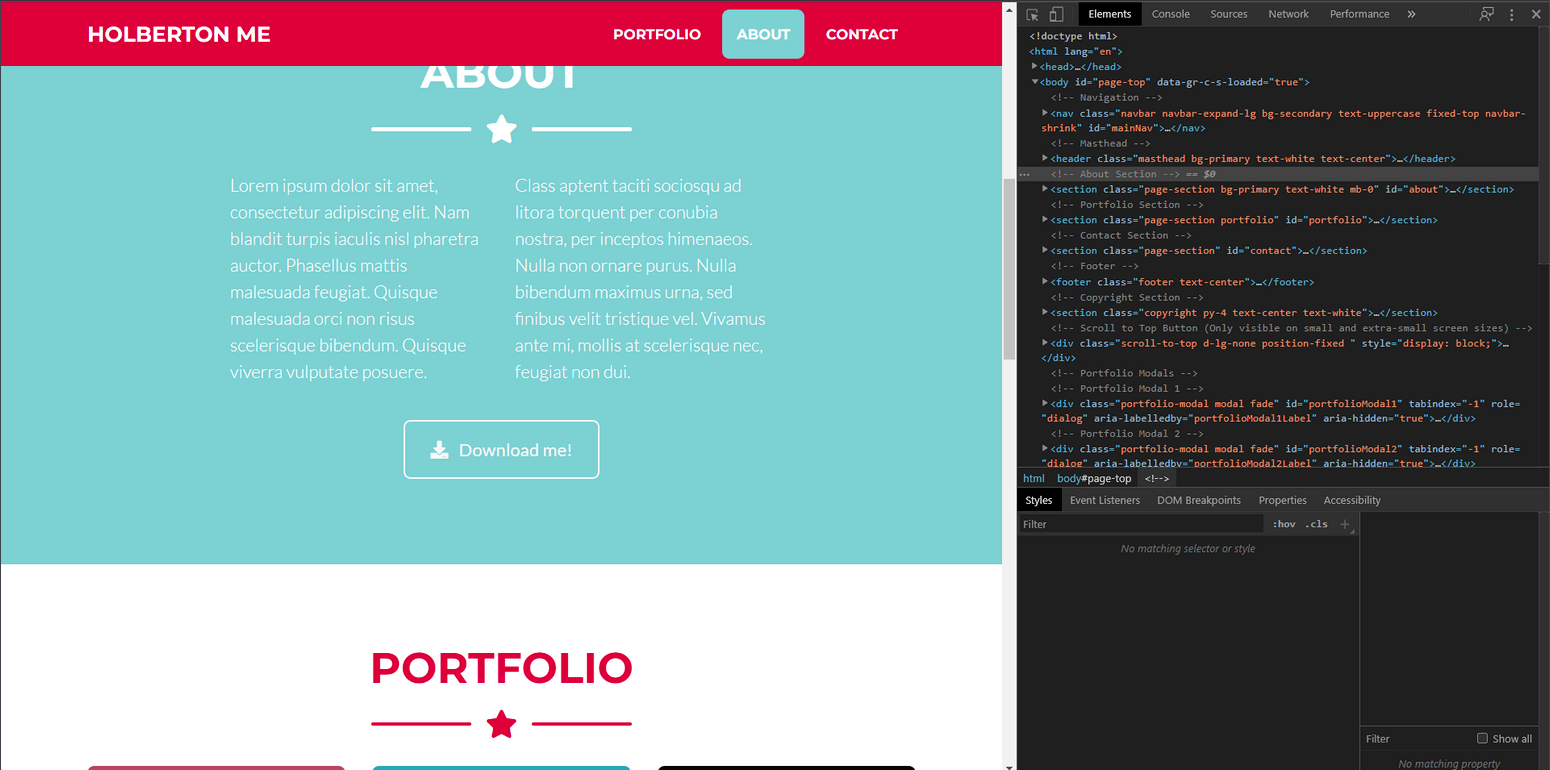 HOLBERTON ME
PORTFOLIO ABOUT CONTACT
ABOUT
Lorem ipsum dolor sit amet,
consectetur adipiscing elit. Nam
blandit turpis iaculis nisl pharetra
auctor. Phasellus mattis
malesuada feugiat. Quisque
malesuada orci non risus
scelerisque bibendum. Quisque
viverra vulputate posuere.
Class aptent taciti sociosqu ad
litora torquent per conubia
nostra, per inceptos himenaeos.
Nulla non ornare purus. Nulla
bibendum maximus urna, sed
finibus velit tristique vel. Vivamus
ante mi, mollis at scelerisque nec,
feugiat non dui.
Download me!
PORTFOLIO
Elements Console Sources Network Performance »
<!doctype html>
<html lang="en">
<head>…</head>
<body id="page-top" data-gr-c-s-loaded="true">
<!-- Navigation -->
<nav class="navbar navbar-expand-lg bg-secondary text-uppercase fixed-top navbar-
shrink" id="mainNav">…</nav>
<!-- Masthead -->
<header class="masthead bg-primary text-white text-center">…</header>
<!-- About Section --> == $0
<section class="page-section bg-primary text-white mb-0" id="about">…</section>
<!-- Portfolio Section -->
<section class="page-section portfolio" id="portfolio">…</section>
<!-- Contact Section -->
<section class="page-section" id="contact">…</section>
<!-- Footer -->
<footer class="footer text-center">…</footer>
<!-- Copyright Section -->
<section class="copyright py-4 text-center text-white">…</section>
<!-- Scroll to Top Button (Only visible on small and extra-small screen sizes) -->
<div class="scroll-to-top d-lg-none position-fixed " style="display: block;">…
</div>
<!-- Portfolio Modals -->
<!-- Portfolio Modal 1 -->
<div class="portfolio-modal modal fade" id="portfolioModal1" tabindex="-1" role=
"dialog" aria-labelledby="portfolioModal1Label" aria-hidden="true">…</div>
<!-- Portfolio Modal 2 -->
<div class="portfolio-modal modal fade" id="portfolioModal2" tabindex="-1" role=
"dialog" aria-labelledby="portfolioModal2Label" aria-hidden="true">…</div>
html body#page-top <!-->
Styles Event Listeners DOM Breakpoints Properties Accessibility
Filter :hov .cls +
No matching selector or style
Filter Show all
No matching property